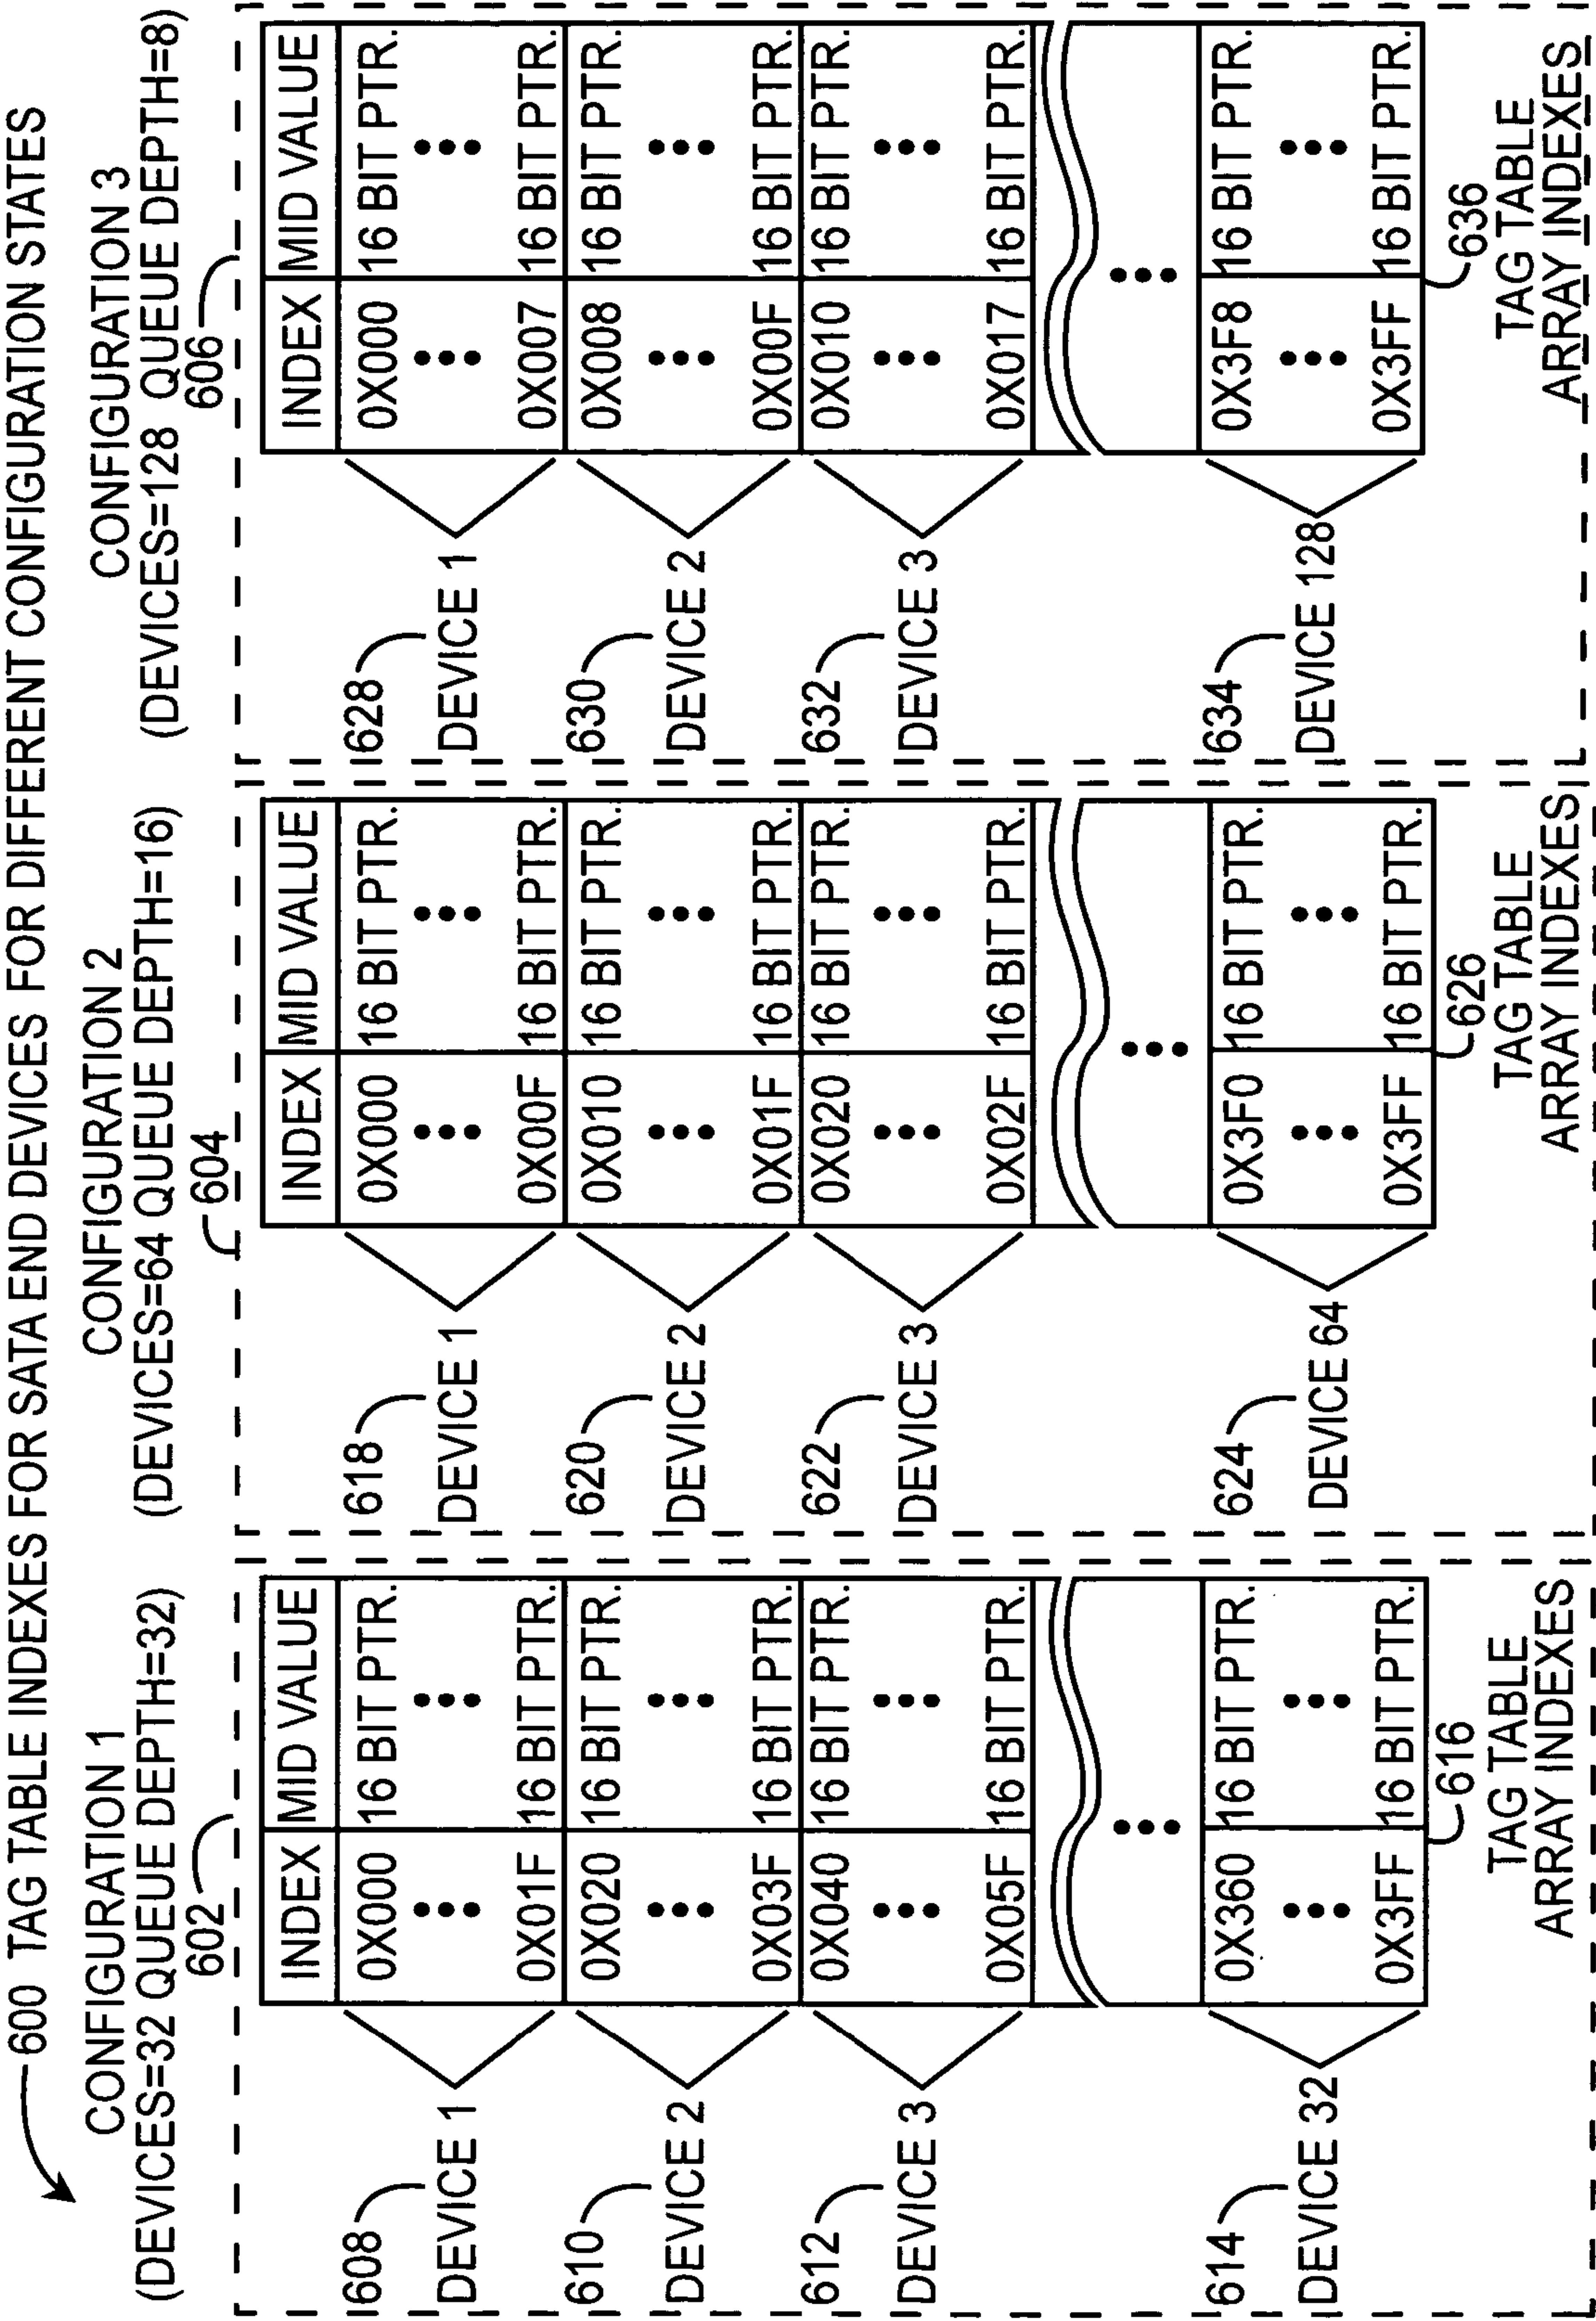 600 TAG TABLE INDEXES FOR SATA END DEVICES FOR DIFFERENT CONFIGURATION STATES
CONFIGURATION 1
(DEVICES=32 QUEUE DEPTH=32)
602
INDEX MID VALUE
608
DEVICE 1
0X000 16 BIT PTR.
0X01F 16 BIT PTR.
610
DEVICE 2
0X020 16 BIT PTR.
0X03F 16 BIT PTR.
612
DEVICE 3
0X040 16 BIT PTR.
0X05F 16 BIT PTR.
614
DEVICE 32
0X360 16 BIT PTR.
0X3FF 16 BIT PTR.
616
TAG TABLE
ARRAY INDEXES
CONFIGURATION 2
(DEVICES=64 QUEUE DEPTH=16)
604
INDEX MID VALUE
618
DEVICE 1
0X000 16 BIT PTR.
0X00F 16 BIT PTR.
620
DEVICE 2
0X010 16 BIT PTR.
0X01F 16 BIT PTR.
622
DEVICE 3
0X020 16 BIT PTR.
0X02F 16 BIT PTR.
624
DEVICE 64
0X3F0 16 BIT PTR.
0X3FF 16 BIT PTR.
626
TAG TABLE
ARRAY INDEXES
CONFIGURATION 3
(DEVICES=128 QUEUE DEPTH=8)
606
INDEX MID VALUE
628
DEVICE 1
0X000 16 BIT PTR.
0X007 16 BIT PTR.
630
DEVICE 2
0X008 16 BIT PTR.
0X00F 16 BIT PTR.
632
DEVICE 3
0X010 16 BIT PTR.
0X017 16 BIT PTR.
634
DEVICE 128
0X3F8 16 BIT PTR.
0X3FF 16 BIT PTR.
636
TAG TABLE
ARRAY INDEXES